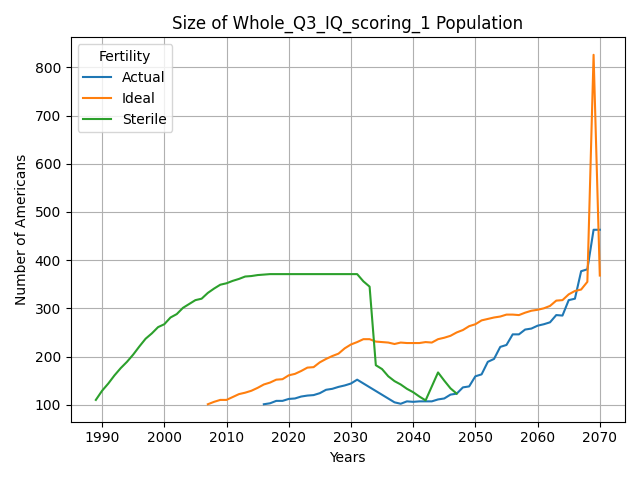 Size of Whole_Q3_IQ_scoring_1 Population
Fertility
Actual
Ideal
Sterile
Number of Americans
800
700
600
500
400
300
200
100
1990 2000 2010 2020 2030 2040 2050 2060 2070
Years